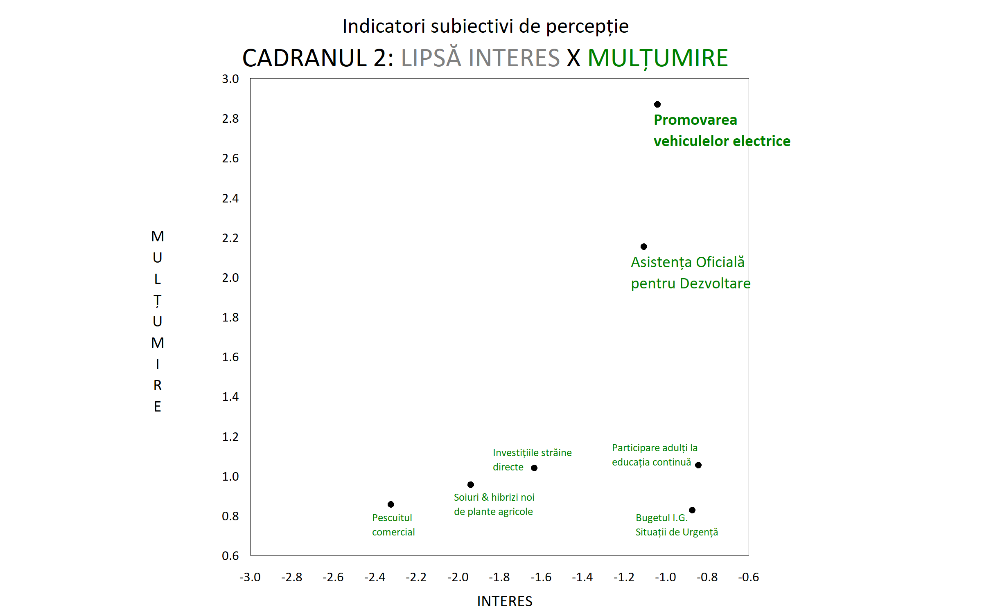 Indicatori subiectivi de percepție
CADRANUL 2: LIPSĂ INTERES X MULȚUMIRE
3.0
2.8
2.6
2.4
2.2
2.0
1.8
1.6
1.4
1.2
1.0
0.8
0.6
M
U
L
Ț
U
M
I
R
E
Promovarea
vehiculelor electrice
Asistența Oficială
pentru Dezvoltare
Investițiile străine
directe
Participare adulți la
educația continuă
Soiuri & hibrizi noi
de plante agricole
Pescuitul
comercial
Bugetul I.G.
Situații de Urgență
-3.0 -2.8 -2.6 -2.4 -2.2 -2.0 -1.8 -1.6 -1.4 -1.2 -1.0 -0.8 -0.6
INTERES